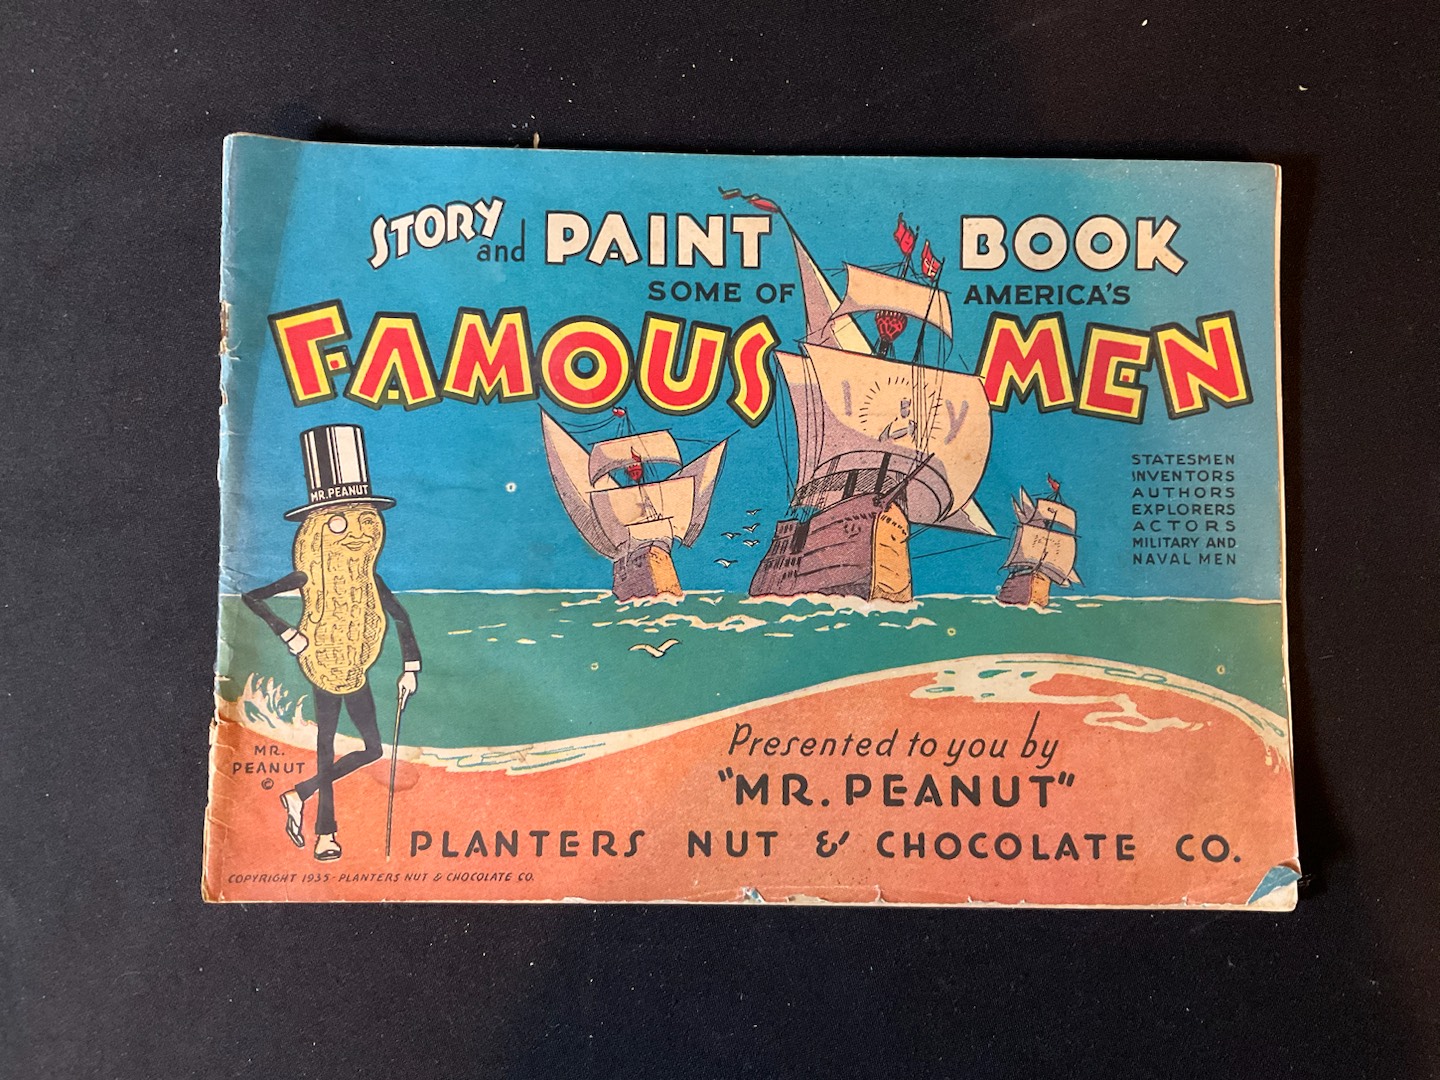 STORY and PAINT BOOK
SOME OF AMERICA'S
FAMOUS MEN
STATESMEN
INVENTORS
AUTHORS
EXPLORERS
ACTORS
MILITARY AND
NAVAL MEN
MR. PEANUT
MR.
PEANUT
©
Presented to you by
"MR. PEANUT"
PLANTERS NUT & CHOCOLATE CO.
COPYRIGHT 1935-PLANTERS NUT & CHOCOLATE CO.